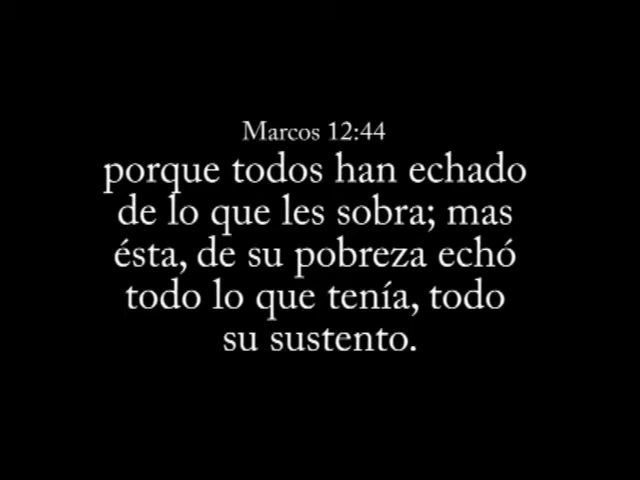 Marcos 12:44
porque todos han echado
de lo que les sobra; mas
ésta, de su pobreza echó
todo lo que tenía, todo
su sustento.